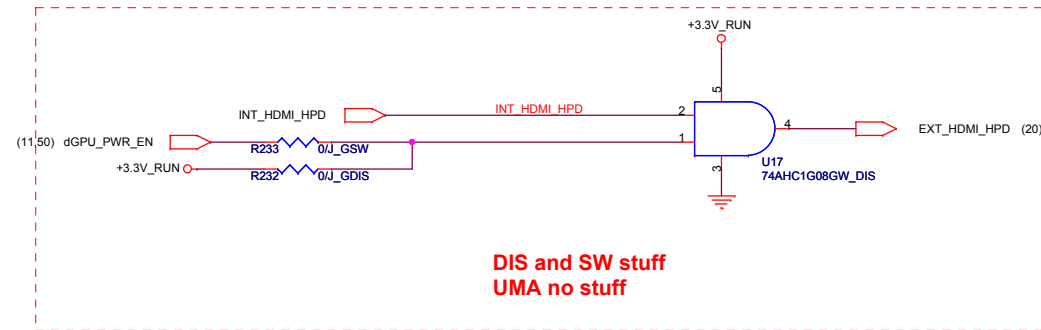 +3.3V_RUN
5
INT_HDMI_HPD
INT_HDMI_HPD
2
(11,50) dGPU_PWR_EN
R233 0/J_GSW
1
4
EXT_HDMI_HPD (20)
+3.3V_RUN
R232 0/J_GDIS
3
U17
74AHC1G08GW_DIS
DIS and SW stuff
UMA no stuff